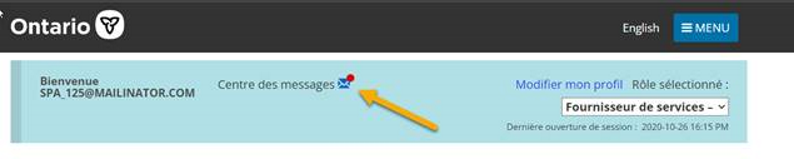 Ontario
English
MENU
Bienvenue
SPA_125@MAILINATOR.COM
Centre des messages
Modifier mon profil Rôle sélectionné :
Fournisseur de services –
Dernière ouverture de session : 2020-10-26 16:15 PM